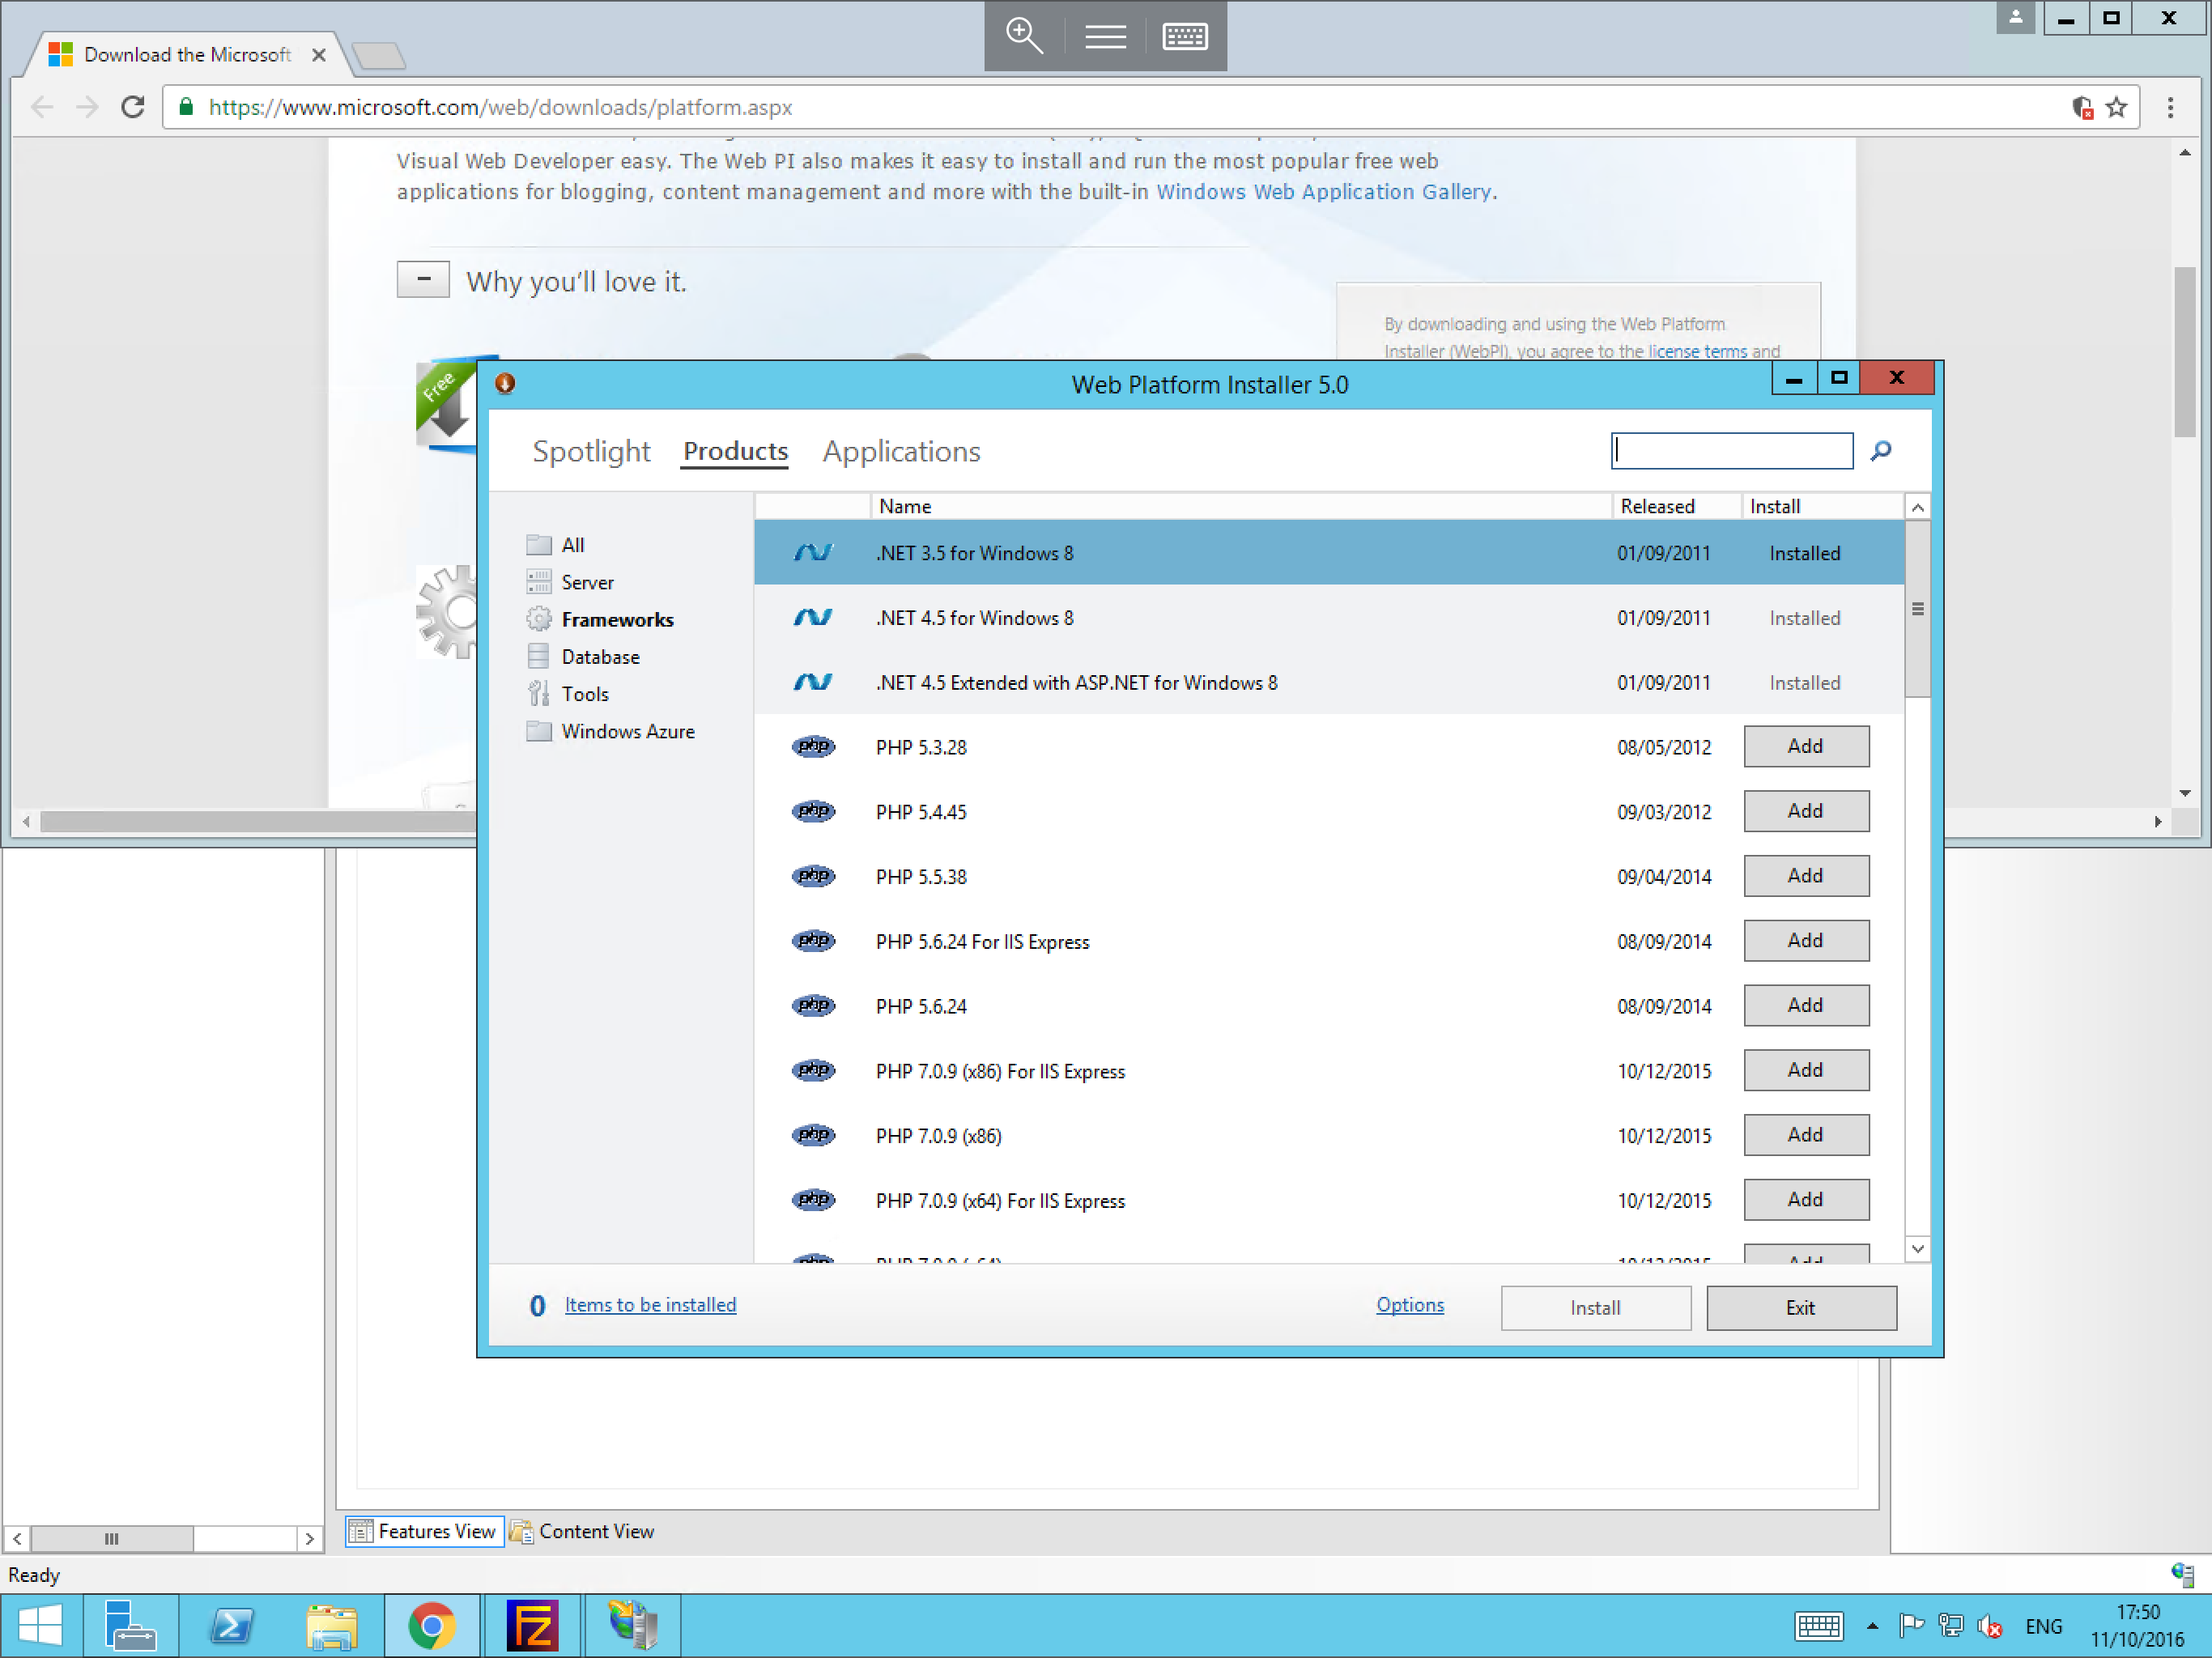 Download the Microsoft
https://www.microsoft.com/web/downloads/platform.aspx
Visual Web Developer easy. The Web PI also makes it easy to install and run the most popular free web
applications for blogging, content management and more with the built-in Windows Web Application Gallery.
Why you'll love it.
By downloading and using the Web Platform
Installer (WebPI), you agree to the license terms and
Free
Web Platform Installer 5.0
Spotlight Products Applications
Name Released Install
All
Server
Frameworks
Database
Tools
Windows Azure
.NET 3.5 for Windows 8 01/09/2011 Installed
.NET 4.5 for Windows 8 01/09/2011 Installed
.NET 4.5 Extended with ASP.NET for Windows 8 01/09/2011 Installed
php PHP 5.3.28 08/05/2012 Add
php PHP 5.4.45 09/03/2012 Add
php PHP 5.5.38 09/04/2014 Add
php PHP 5.6.24 For IIS Express 08/09/2014 Add
php PHP 5.6.24 08/09/2014 Add
php PHP 7.0.9 (x86) For IIS Express 10/12/2015 Add
php PHP 7.0.9 (x86) 10/12/2015 Add
php PHP 7.0.9 (x64) For IIS Express 10/12/2015 Add
php PHP 7.0.9 (x64) 10/12/2015 Add
0 Items to be installed Options Install Exit
Features View Content View
Ready
FZ
ENG
17:50
11/10/2016